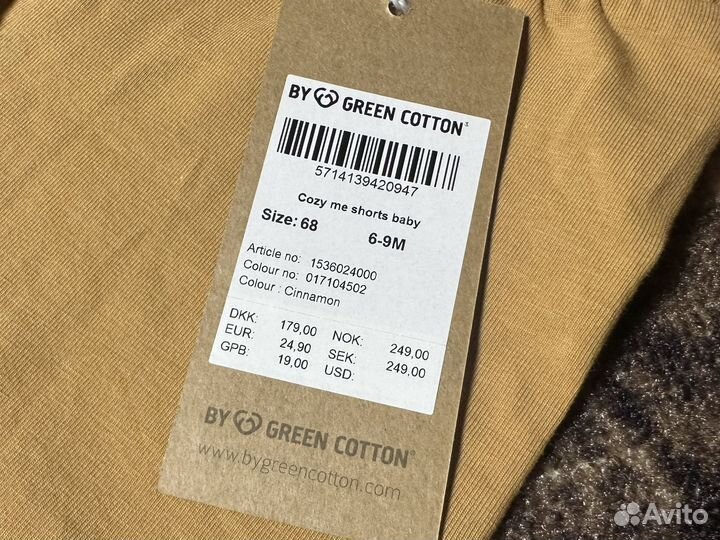 BY GREEN COTTON
5714139420947
Cozy me shorts baby
Size: 68 6-9M
Article no: 1536024000
Colour no: 017104502
Colour : Cinnamon
DKK: 179,00 NOK: 249,00
EUR: 24,90 SEK: 249,00
GPB: 19,00 USD:
BY GREEN COTTON
www.bygreencotton.com
Avito